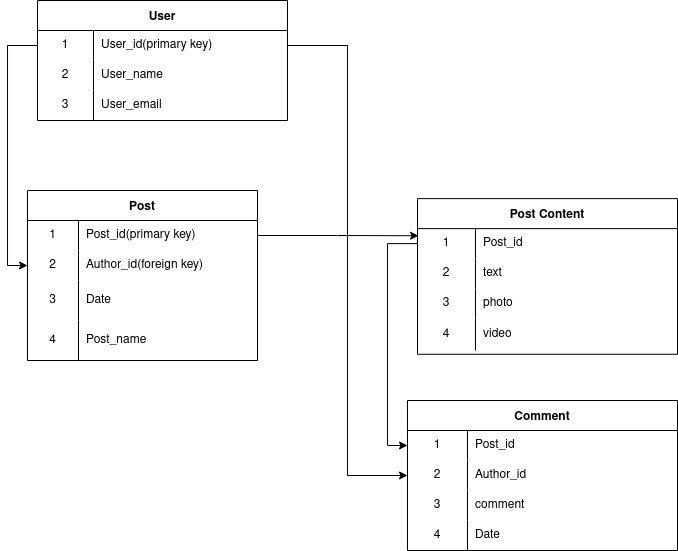 User
1 User_id(primary key)
2 User_name
3 User_email
Post
1 Post_id(primary key)
2 Author_id(foreign key)
3 Date
4 Post_name
Post Content
1 Post_id
2 text
3 photo
4 video
Comment
1 Post_id
2 Author_id
3 comment
4 Date